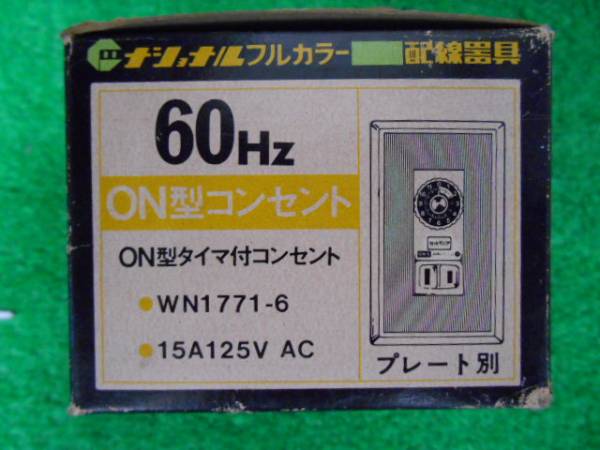 ナショナルフルカラー配線器具
60Hz
ON型コンセント
ON型タイマ付コンセント
WN1771-6
15A125V AC
プレート別